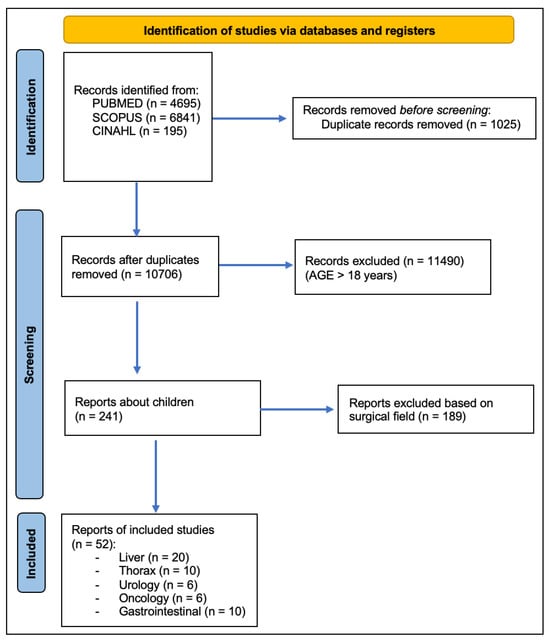 Identification of studies via databases and registers
Identification
Records identified from:
PUBMED (n = 4695)
SCOPUS (n = 6841)
CINAHL (n = 195)
Records removed before screening:
Duplicate records removed (n = 1025)
Screening
Records after duplicates
removed (n = 10706)
Records excluded (n = 11490)
(AGE > 18 years)
Reports about children
(n = 241)
Reports excluded based on
surgical field (n = 189)
Included
Reports of included studies
(n = 52):
- Liver (n = 20)
- Thorax (n = 10)
- Urology (n = 6)
- Oncology (n = 6)
- Gastrointestinal (n = 10)